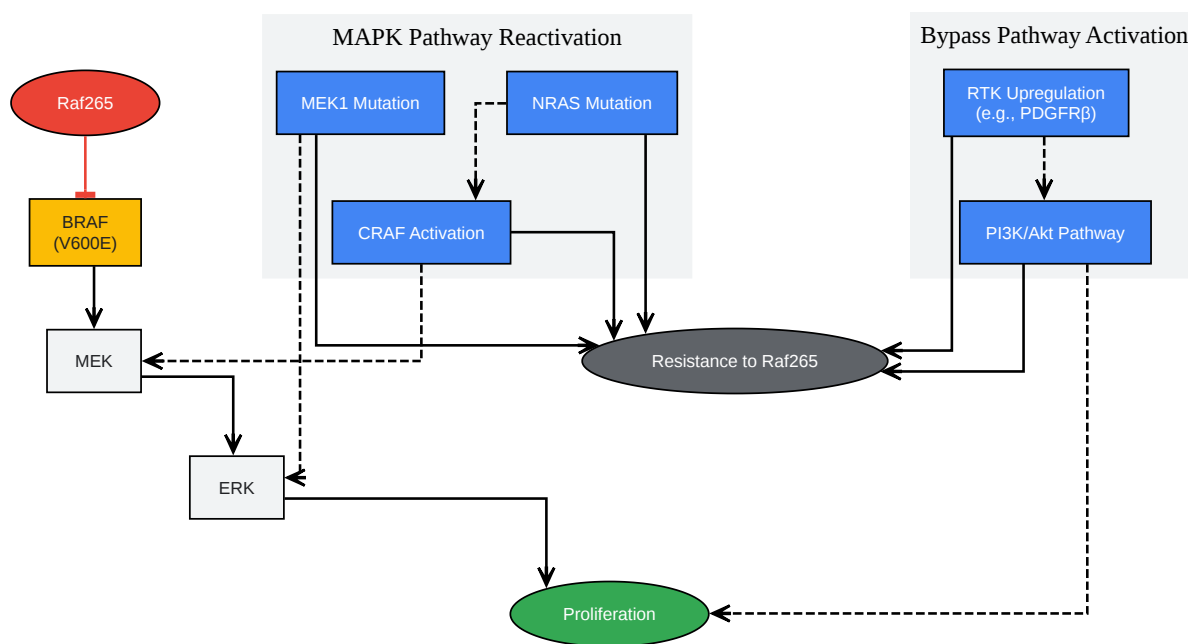 MAPK Pathway Reactivation
Bypass Pathway Activation
Raf265
MEK1 Mutation
NRAS Mutation
RTK Upregulation
(e.g., PDGFRβ)
BRAF
(V600E)
CRAF Activation
PI3K/Akt Pathway
MEK
Resistance to Raf265
ERK
Proliferation